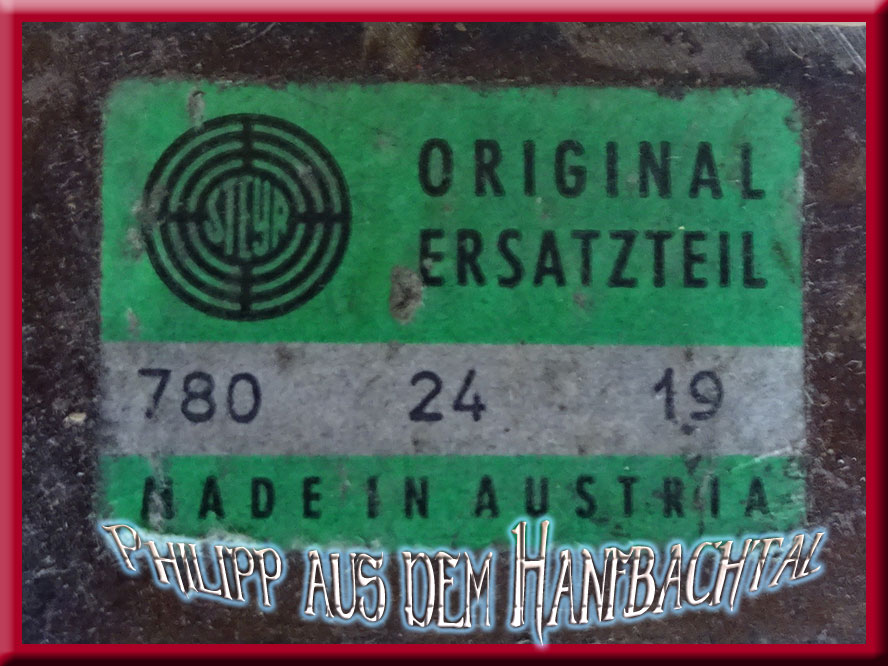 STEYR
ORIGINAL
ERSATZTEIL
780 24 19
MADE IN AUSTRIA
PHILIPP AUS DEM HANFBACHTAL